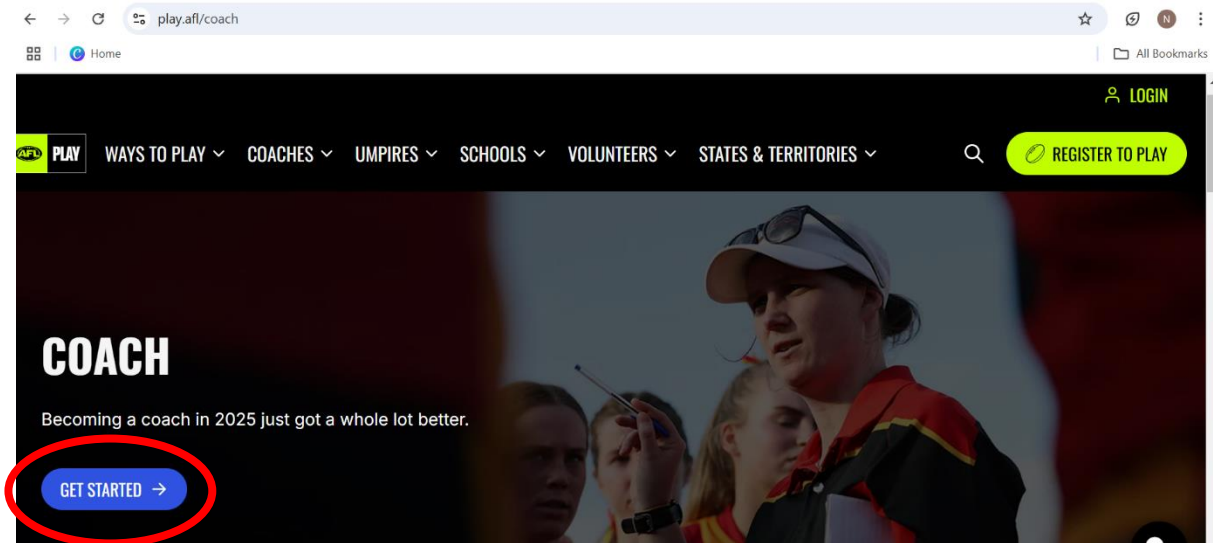 play.afl/coach
N
Home
All Bookmarks
LOGIN
AFL PLAY WAYS TO PLAY COACHES UMPIRES SCHOOLS VOLUNTEERS STATES & TERRITORIES REGISTER TO PLAY
COACH
Becoming a coach in 2025 just got a whole lot better.
GET STARTED →